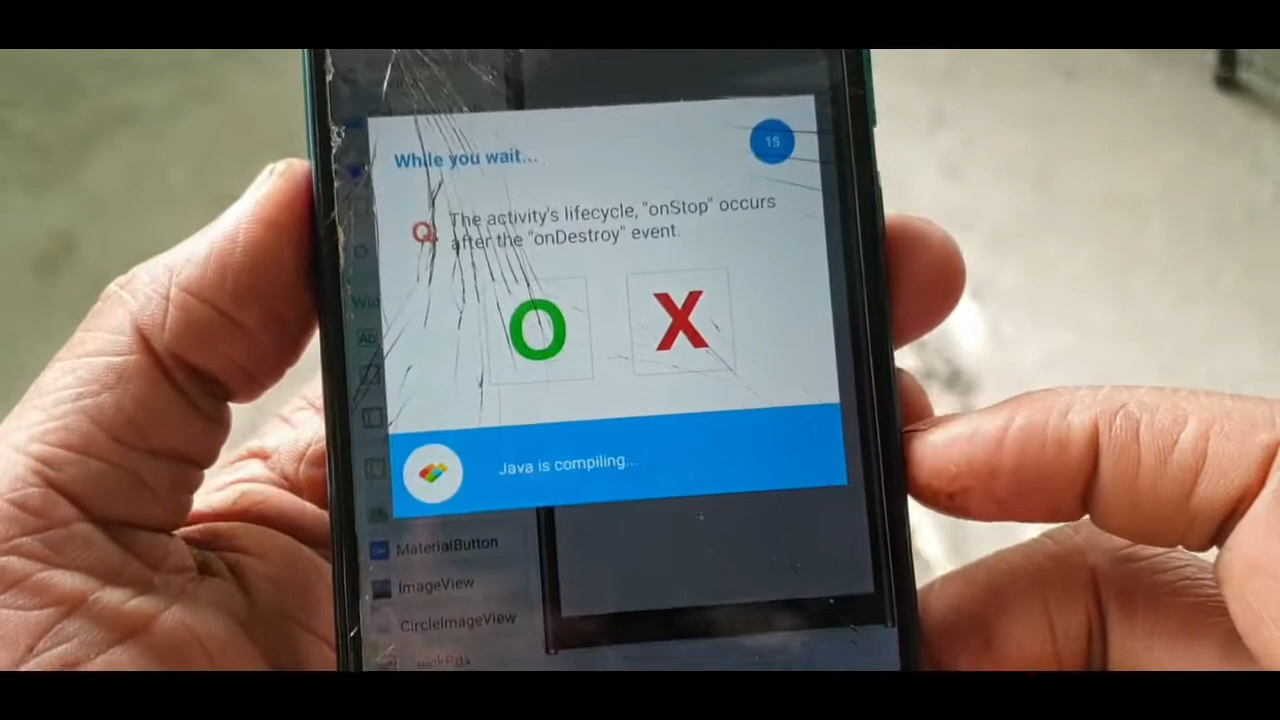 While you wait...
15
Q. The activity's lifecycle, "onStop" occurs
after the "onDestroy" event.
O X
Java is compiling...
MaterialButton
ImageView
CircleImageView